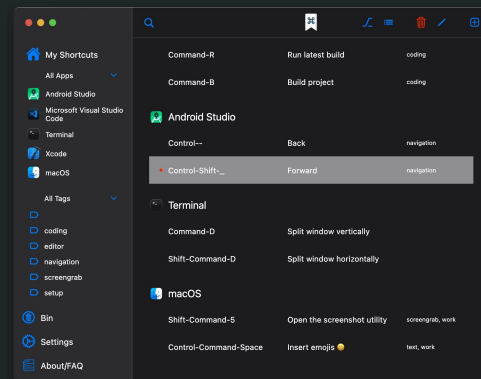 My Shortcuts
All Apps
Android Studio
Microsoft Visual Studio
Code
Terminal
Xcode
macOS
All Tags
coding
editor
navigation
screengrab
setup
Bin
Settings
About/FAQ
Command-R Run latest build coding
Command-B Build project coding
Android Studio
Control-- Back navigation
Control-Shift-_ Forward navigation
Terminal
Command-D Split window vertically
Shift-Command-D Split window horizontally
macOS
Shift-Command-5 Open the screenshot utility screengrab, work
Control-Command-Space Insert emojis 😀 text, work